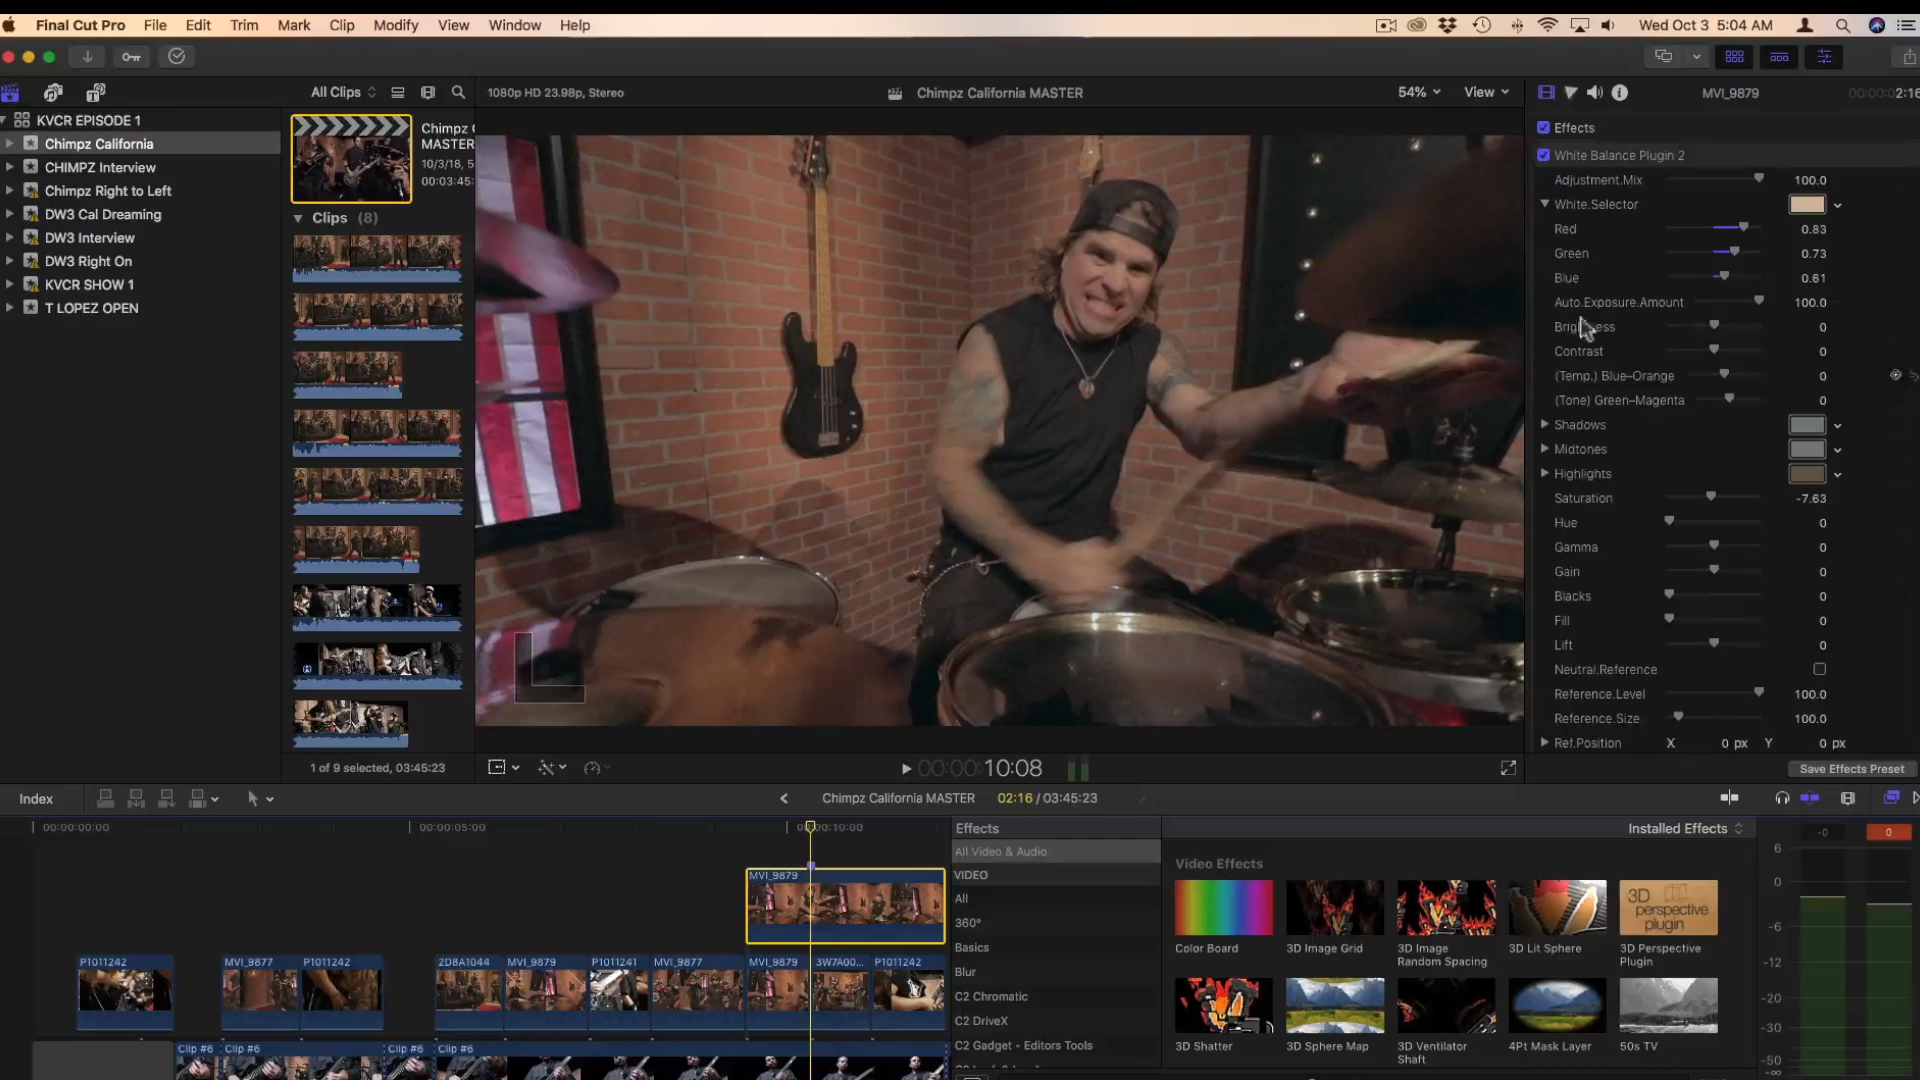 Final Cut Pro File Edit Trim Mark Clip Modify View Window Help Wed Oct 3 5:04 AM
All Clips 1080p HD 23.98p, Stereo Chimpz California MASTER 54% View MVI_9879 00:00:02:16
KVCR EPISODE 1
Chimpz California
CHIMPZ Interview
Chimpz Right to Left
DW3 Cal Dreaming
DW3 Interview
DW3 Right On
KVCR SHOW 1
T LOPEZ OPEN
Chimpz
MASTER
10/3/18, 5
00:03:45:
Clips (8)
1 of 9 selected, 03:45:23
00:00:10:08
Effects
White Balance Plugin 2
Adjustment.Mix 100.0
White.Selector
Red 0.83
Green 0.73
Blue 0.61
Auto.Exposure.Amount 100.0
Brightness 0
Contrast 0
(Temp.) Blue–Orange 0
(Tone) Green–Magenta 0
Shadows
Midtones
Highlights
Saturation -7.63
Hue 0
Gamma 0
Gain 0
Blacks 0
Fill 0
Lift 0
Neutral.Reference
Reference.Level 100.0
Reference.Size 100.0
Ref.Position X 0 px Y 0 px
Save Effects Preset
Index Chimpz California MASTER 02:16 / 03:45:23
00:00:00:00 00:00:05:00 00:00:10:00
MVI_9879
P1011242 MVI_9877 P1011242 2D8A1044 MVI_9879 P1011241 MVI_9877 MVI_9879 3W7A00... P1011242
Clip #6 Clip #6 Clip #6 Clip #6
Effects Installed Effects
All Video & Audio
VIDEO
All
360°
Basics
Blur
C2 Chromatic
C2 DriveX
C2 Gadget - Editors Tools
Video Effects
3D
perspective
plugin
Color Board 3D Image Grid 3D Image Random Spacing 3D Lit Sphere 3D Perspective Plugin
3D Shatter 3D Sphere Map 3D Ventilator Shaft 4Pt Mask Layer 50s TV
-0 0
6
0
-6
-12
-20
-30
-50
-∞